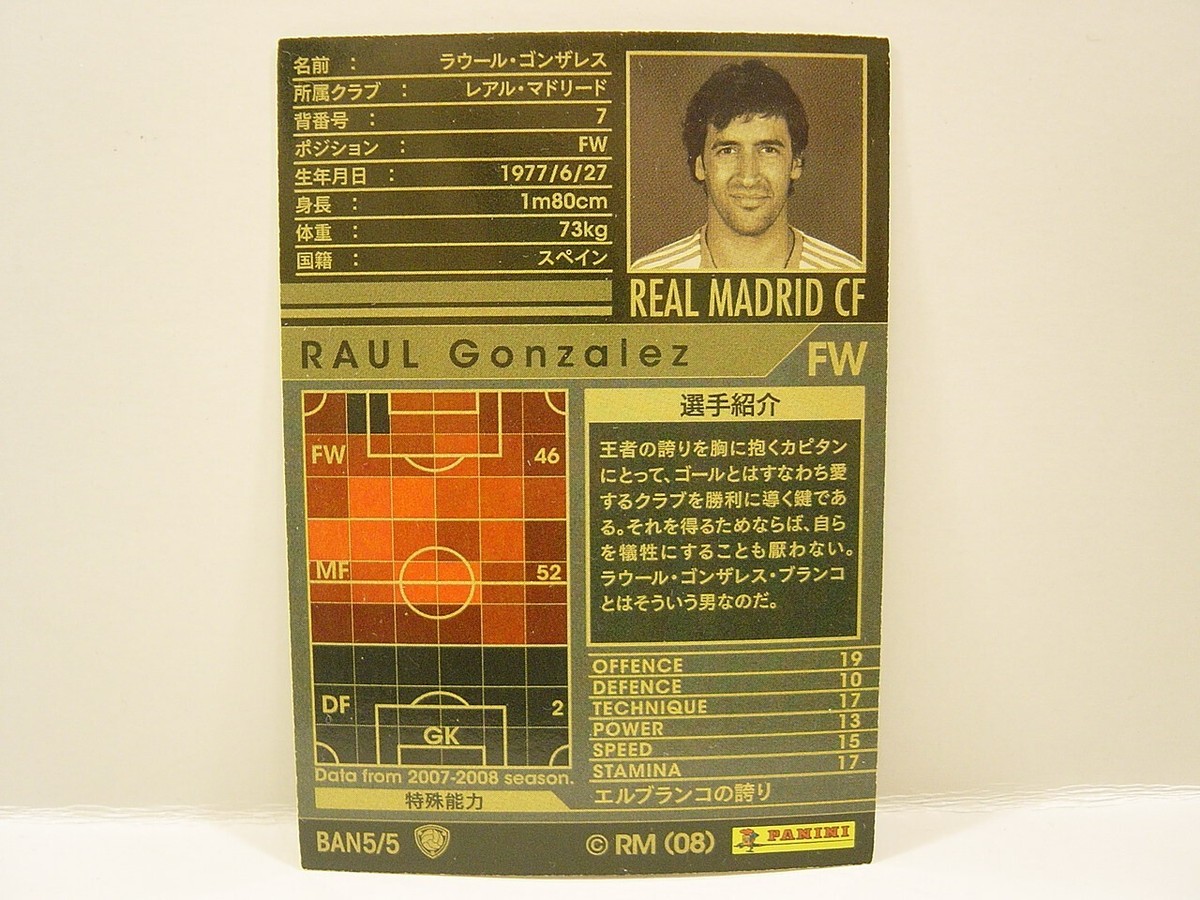 名前 : ラウール・ゴンザレス
所属クラブ : レアル・マドリード
背番号 : 7
ポジション : FW
生年月日 : 1977/6/27
身長 : 1m80cm
体重 : 73kg
国籍 : スペイン
REAL MADRID CF
RAUL Gonzalez
FW
FW 46
MF 52
DF 2
GK
Data from 2007-2008 season.
特殊能力
選手紹介
王者の誇りを胸に抱くカピタン
にとって、ゴールとはすなわち愛
するクラブを勝利に導く鍵であ
る。それを得るためならば、自ら
を犠牲にすることも厭わない。
ラウール・ゴンザレス・ブランコ
とはそういう男なのだ。
OFFENCE 19
DEFENCE 10
TECHNIQUE 17
POWER 13
SPEED 15
STAMINA 17
エルブランコの誇り
BAN5/5
© RM (08)
PANINI